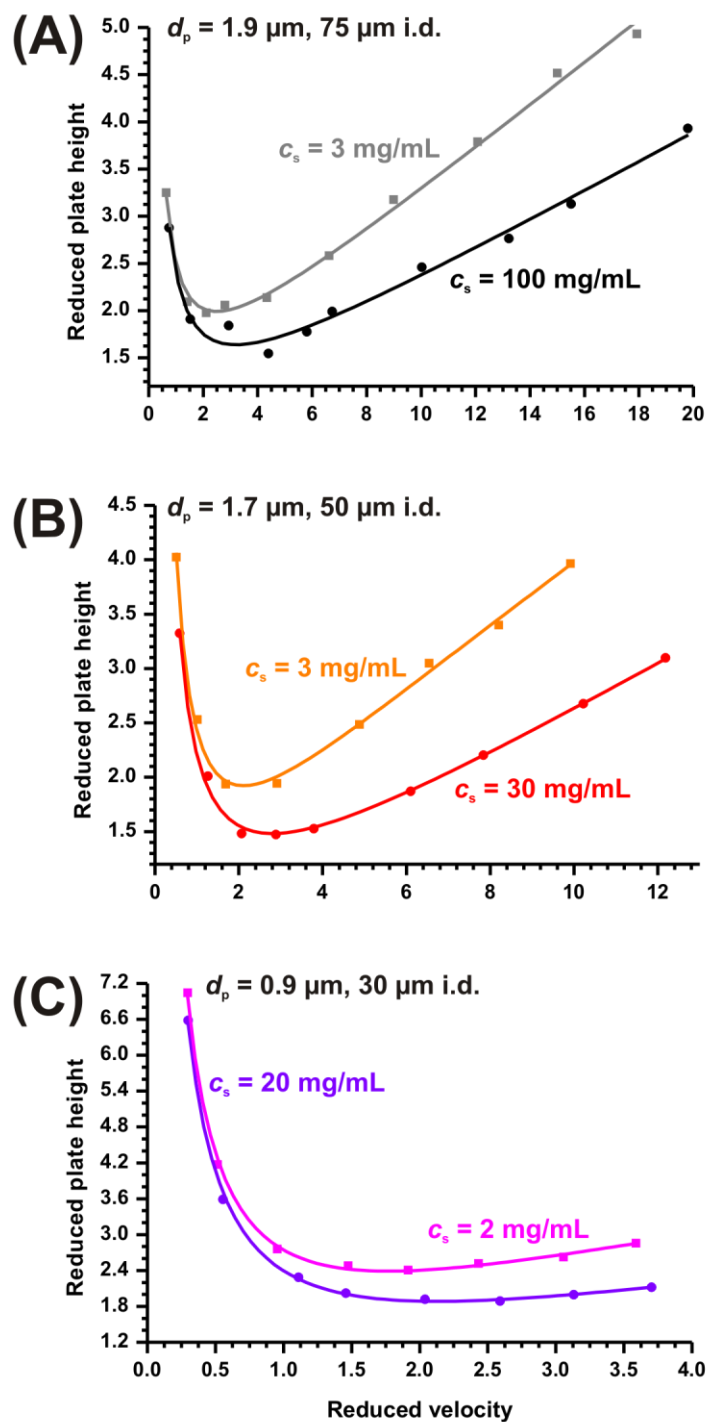 (A)
dp = 1.9 µm, 75 µm i.d.
Reduced plate height
5.0
4.5
4.0
3.5
3.0
2.5
2.0
1.5
cs = 3 mg/mL
cs = 100 mg/mL
0 2 4 6 8 10 12 14 16 18 20
(B)
dp = 1.7 µm, 50 µm i.d.
Reduced plate height
4.5
4.0
3.5
3.0
2.5
2.0
1.5
cs = 3 mg/mL
cs = 30 mg/mL
0 2 4 6 8 10 12
(C)
dp = 0.9 µm, 30 µm i.d.
Reduced plate height
7.2
6.6
6.0
5.4
4.8
4.2
3.6
3.0
2.4
1.8
1.2
cs = 20 mg/mL
cs = 2 mg/mL
0.0 0.5 1.0 1.5 2.0 2.5 3.0 3.5 4.0
Reduced velocity